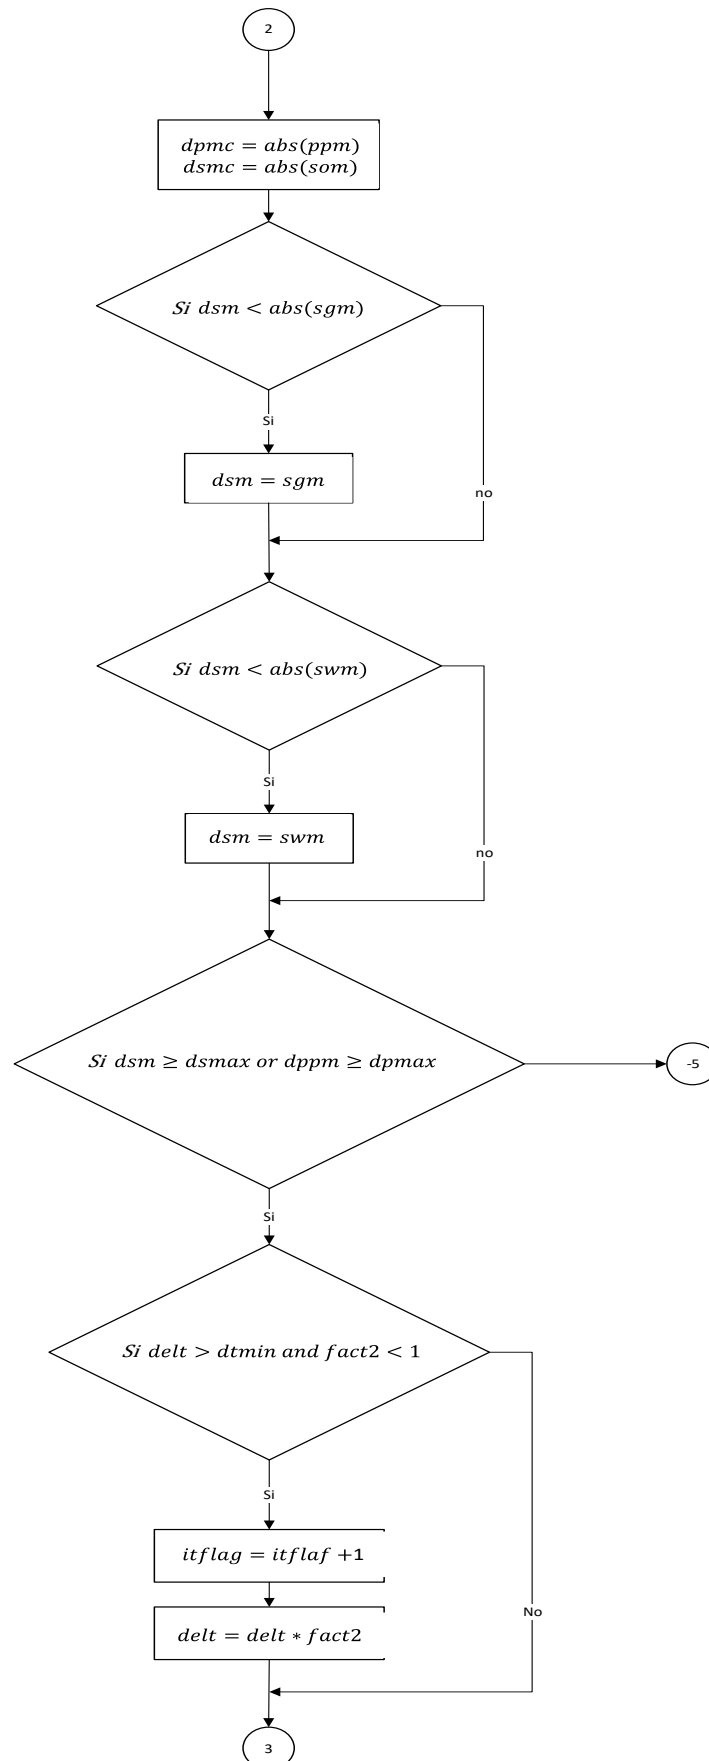 2
dpmc = abs(ppm)
dsmc = abs(som)
Si dsm < abs(sgm)
Si
dsm = sgm
no
Si dsm < abs(swm)
Si
dsm = swm
no
Si dsm ≥ dsmax or dppm ≥ dpmax
-5
Si
Si delt > dtmin and fact2 < 1
Si
itflag = itflaf +1
delt = delt * fact2
No
3